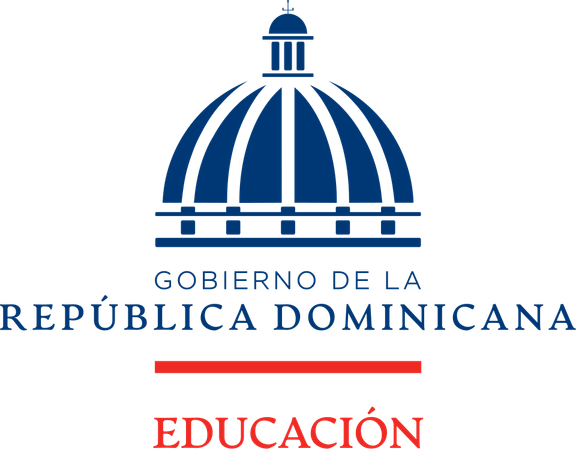 GOBIERNO DE LA
REPÚBLICA DOMINICANA
EDUCACIÓN